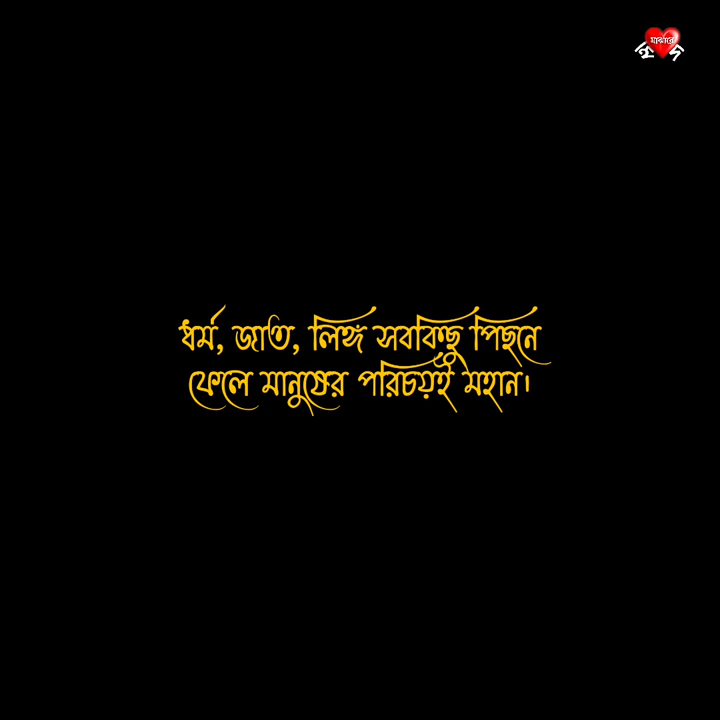 মাঝারে
ধর্ম, জাত, লিঙ্গ সবকিছু পিছনে
ফেলে মানুষের পরিচয়ই মহান।